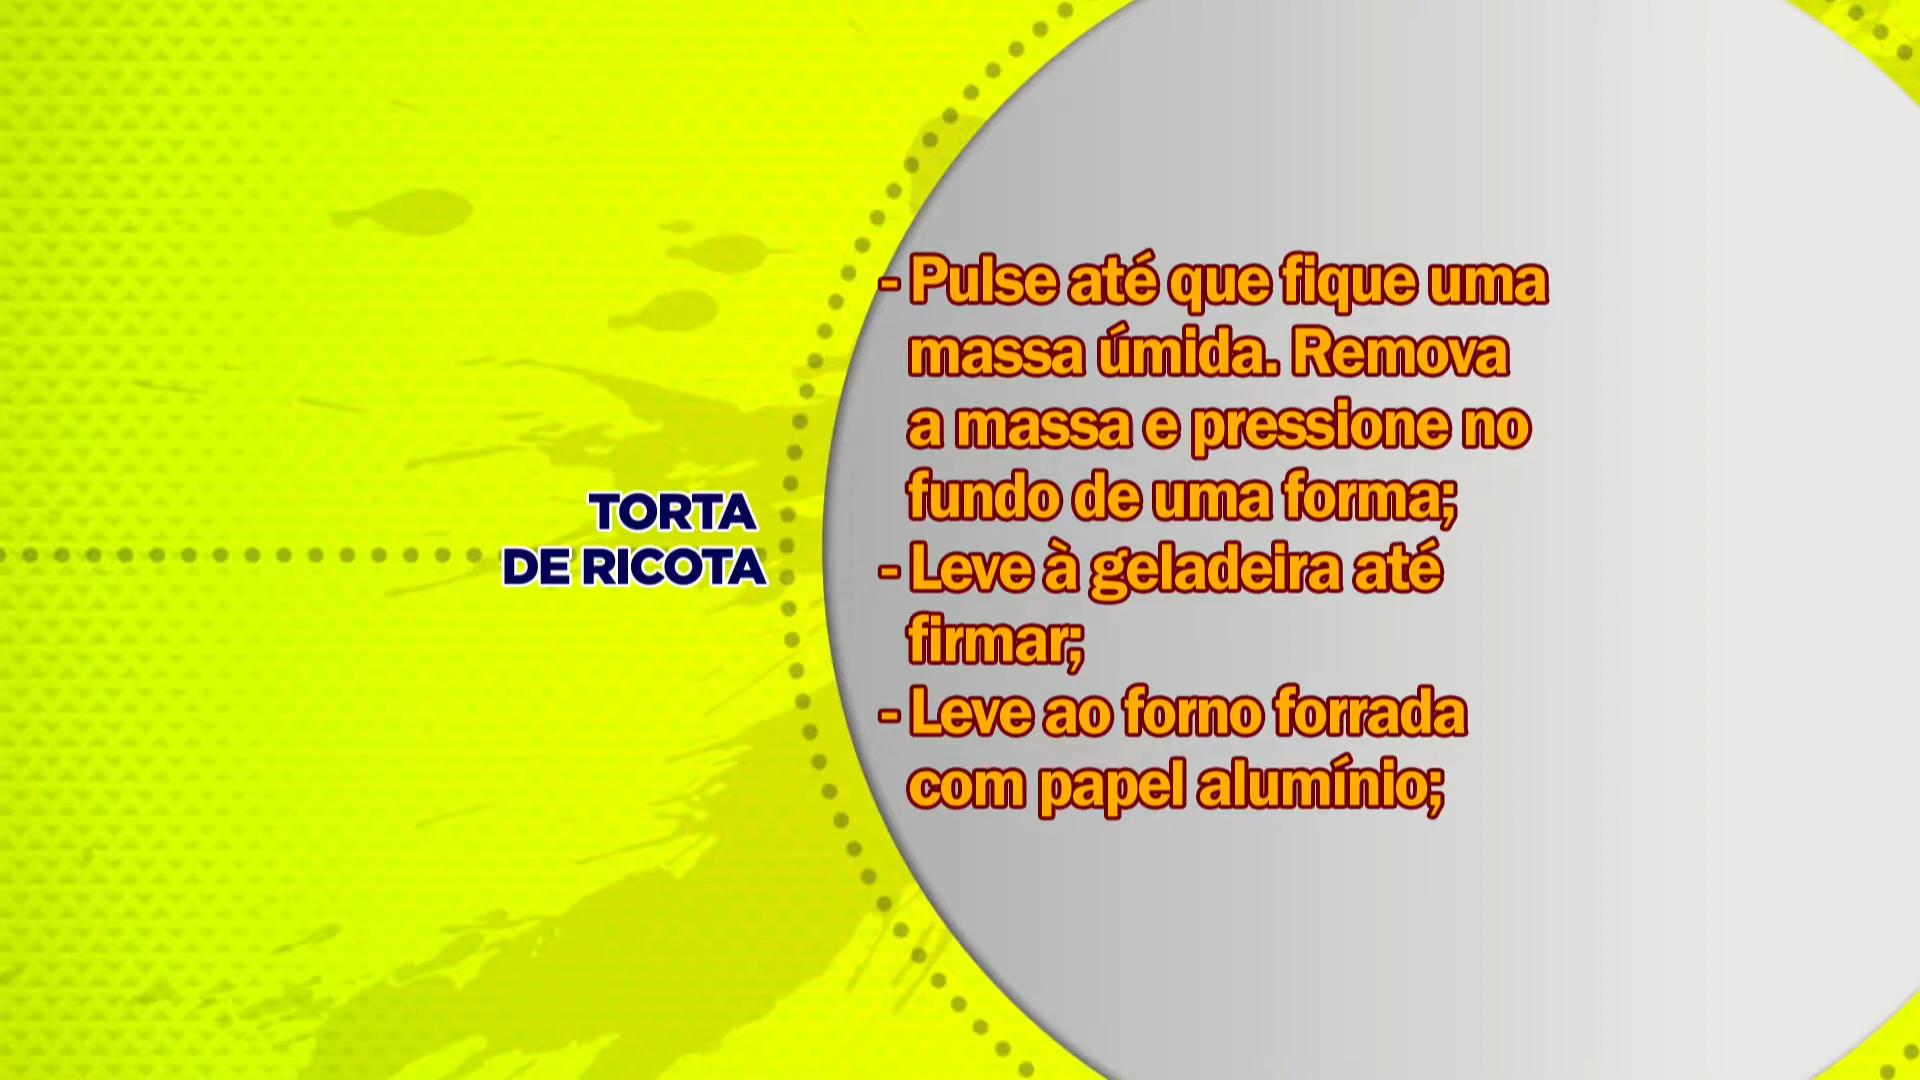 TORTA
DE RICOTA
- Pulse até que fique uma
massa úmida. Remova
a massa e pressione no
fundo de uma forma;
- Leve à geladeira até
firmar;
- Leve ao forno forrada
com papel alumínio;